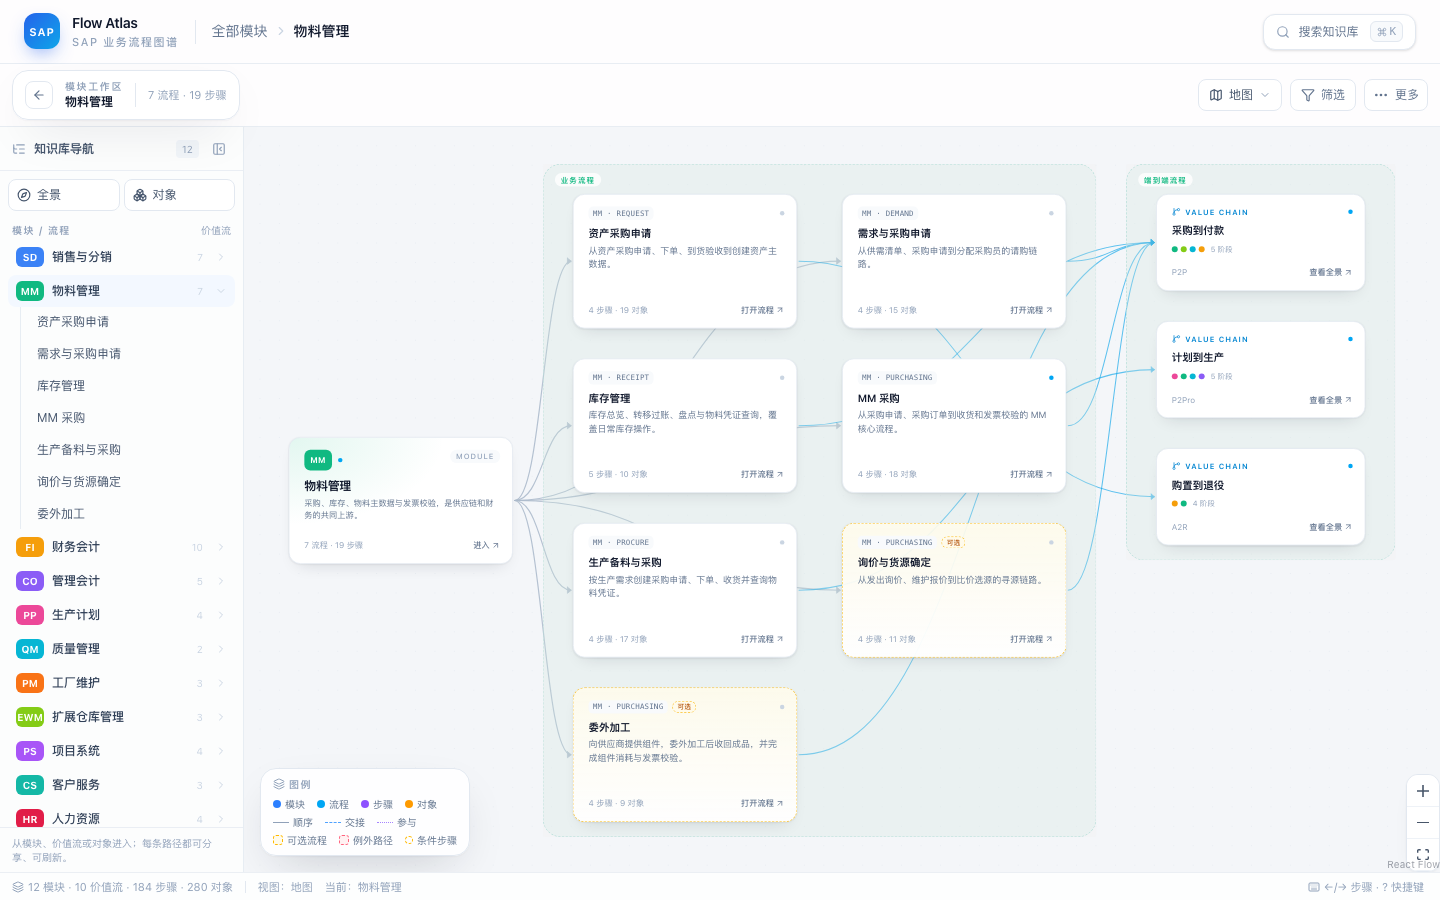 SAP
Flow Atlas
SAP 业务流程图谱
全部模块
物料管理
搜索知识库
⌘ K
模块工作区
物料管理
7 流程 · 19 步骤
地图
筛选
更多
知识库导航
12
全景
对象
模块 / 流程
价值流
SD 销售与分销 7
MM 物料管理 7
资产采购申请
需求与采购申请
库存管理
MM 采购
生产备料与采购
询价与货源确定
委外加工
FI 财务会计 10
CO 管理会计 5
PP 生产计划 4
QM 质量管理 2
PM 工厂维护 3
EWM 扩展仓库管理 3
PS 项目系统 4
CS 客户服务 3
HR 人力资源 4
从模块、价值流或对象进入；每条路径都可分
享、可刷新。
MM
MODULE
物料管理
采购、库存、物料主数据与发票校验，是供应链和财
务的共同上游。
7 流程 · 19 步骤
进入
业务流程
MM · REQUEST
资产采购申请
从资产采购申请、下单、到货验收到创建资产主
数据。
4 步骤 · 19 对象
打开流程
MM · DEMAND
需求与采购申请
从供需清单、采购申请到分配采购员的请购链
路。
4 步骤 · 15 对象
打开流程
MM · RECEIPT
库存管理
库存总览、转移过账、盘点与物料凭证查询，覆
盖日常库存操作。
5 步骤 · 10 对象
打开流程
MM · PURCHASING
MM 采购
从采购申请、采购订单到收货和发票校验的 MM
核心流程。
4 步骤 · 18 对象
打开流程
MM · PROCURE
生产备料与采购
按生产需求创建采购申请、下单、收货并查询物
料凭证。
4 步骤 · 17 对象
打开流程
MM · PURCHASING
可选
询价与货源确定
从发出询价、维护报价到比价选源的寻源链路。
4 步骤 · 11 对象
打开流程
MM · PURCHASING
可选
委外加工
向供应商提供组件，委外加工后收回成品，并完
成组件消耗与发票校验。
4 步骤 · 9 对象
打开流程
端到端流程
VALUE CHAIN
采购到付款
5 阶段
P2P
查看全景
VALUE CHAIN
计划到生产
5 阶段
P2Pro
查看全景
VALUE CHAIN
购置到退役
4 阶段
A2R
查看全景
图例
模块 流程 步骤 对象
顺序 交接 参与
可选流程 例外路径 条件步骤
React Flow
12 模块 · 10 价值流 · 184 步骤 · 280 对象
视图：地图
当前：物料管理
←/→ 步骤 · ? 快捷键